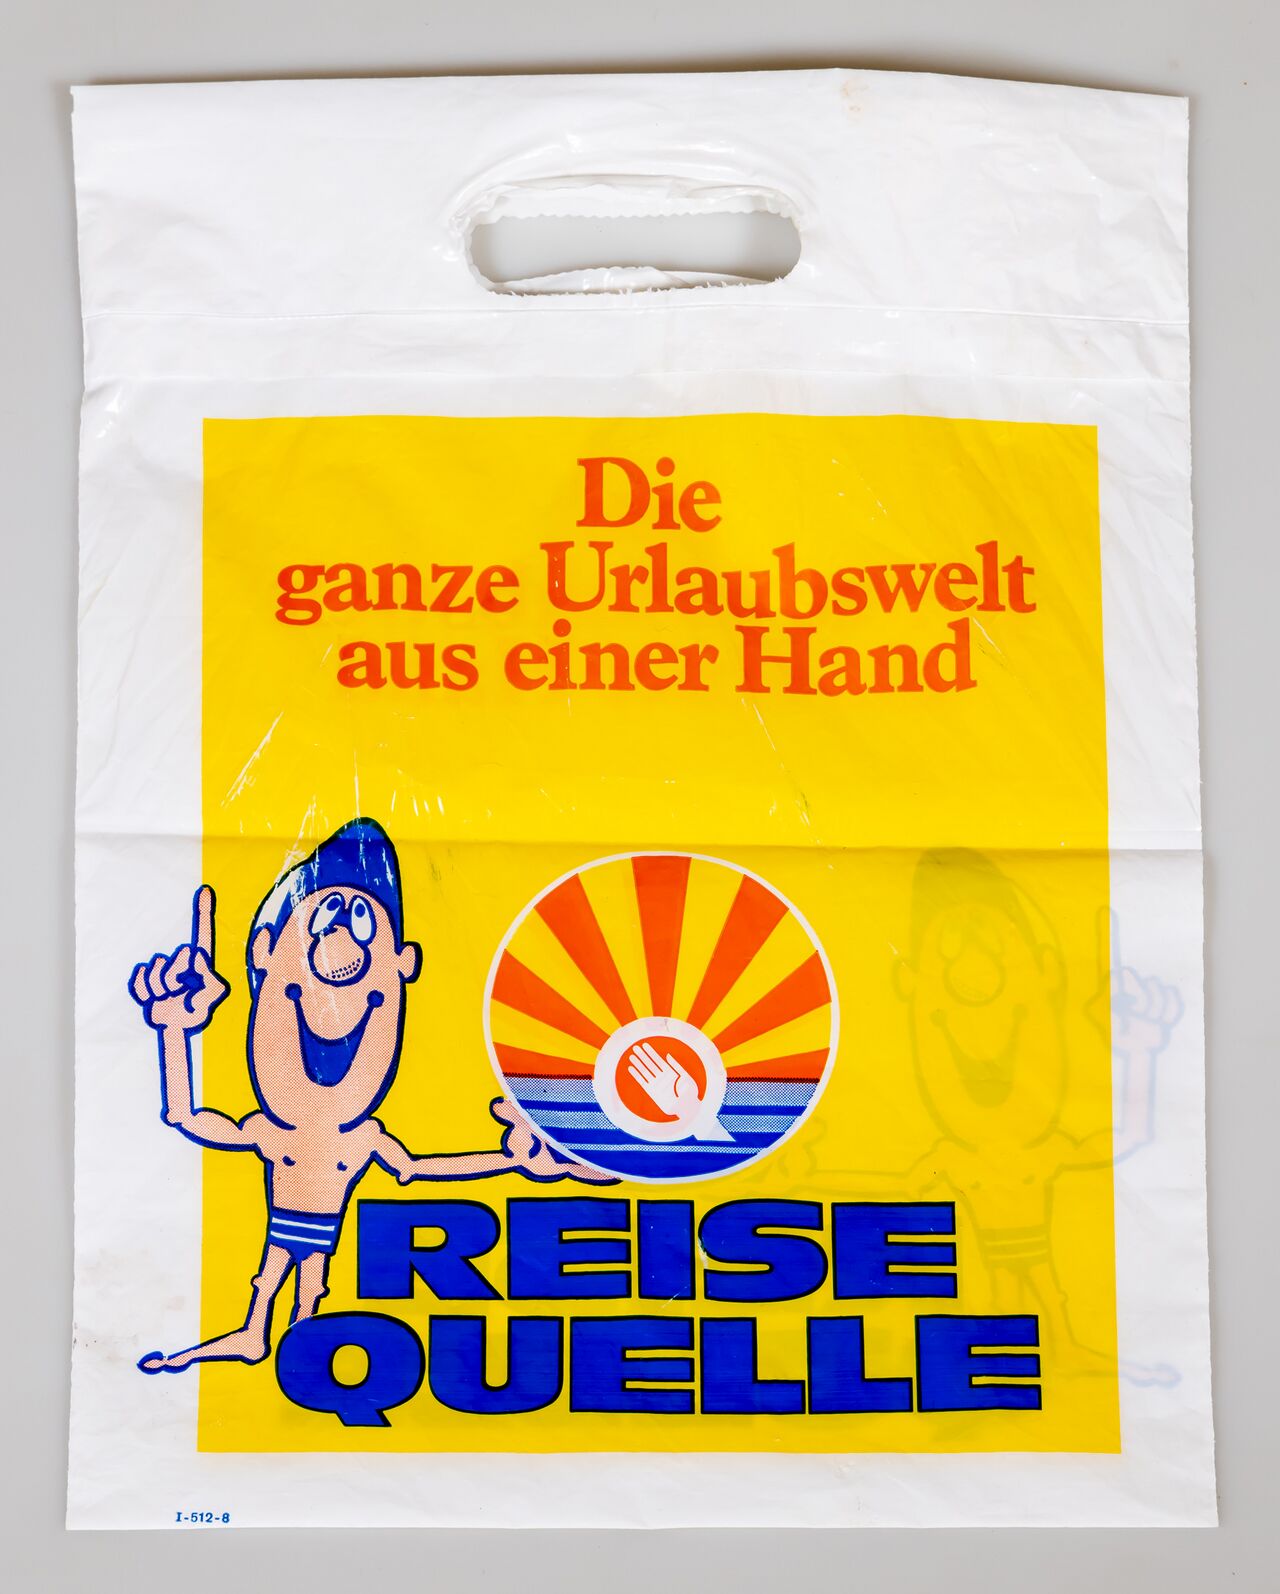 Die
ganze Urlaubswelt
aus einer Hand
REISE
QUELLE
I-512-8